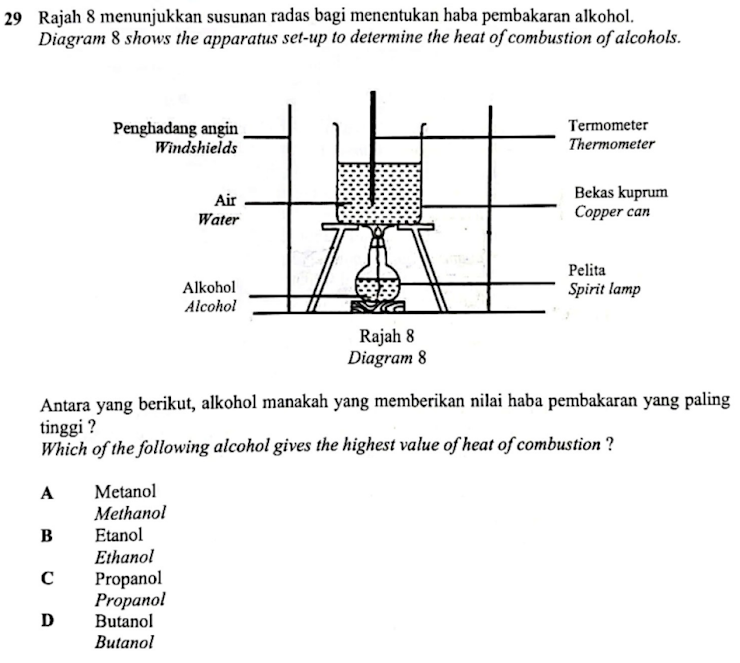 29 Rajah 8 menunjukkan susunan radas bagi menentukan haba pembakaran alkohol.
Diagram 8 shows the apparatus set-up to determine the heat of combustion of alcohols.
Penghadang angin
Windshields
Termometer
Thermometer
Air
Water
Bekas kuprum
Copper can
Alkohol
Alcohol
Pelita
Spirit lamp
Rajah 8
Diagram 8
Antara yang berikut, alkohol manakah yang memberikan nilai haba pembakaran yang paling
tinggi ?
Which of the following alcohol gives the highest value of heat of combustion ?
A Metanol
Methanol
B Etanol
Ethanol
C Propanol
Propanol
D Butanol
Butanol